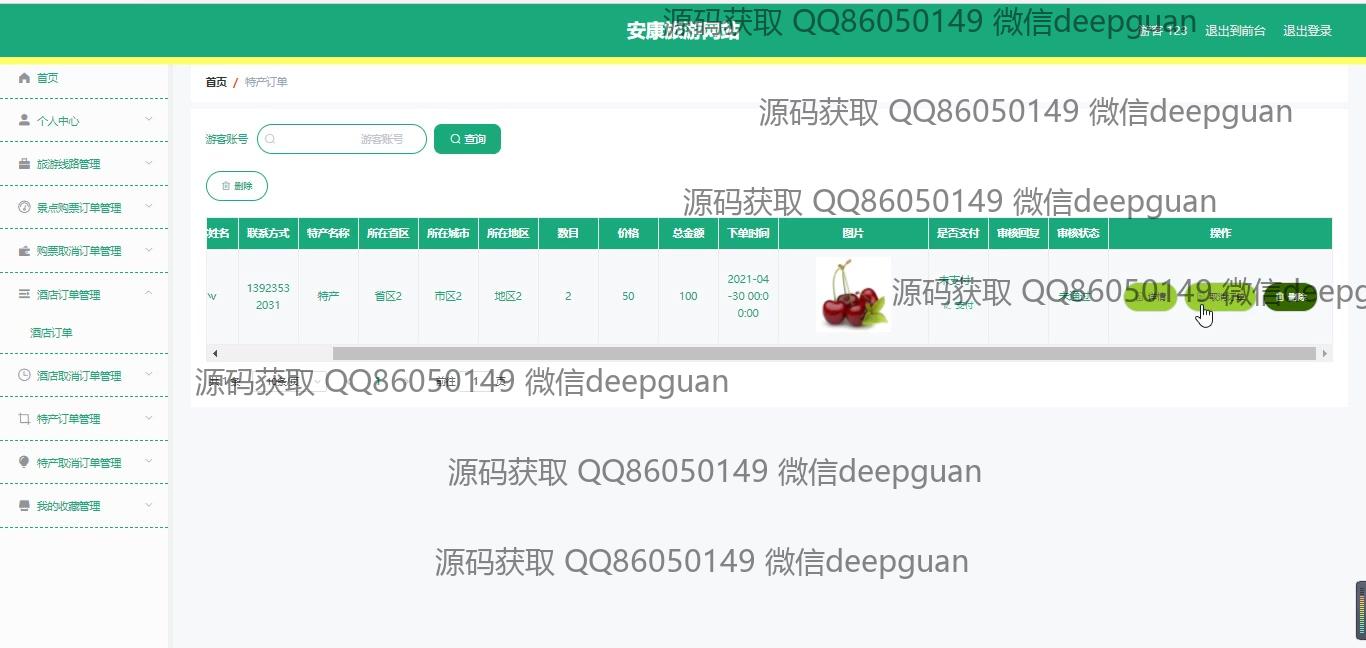 安康旅游网站
源码获取 QQ86050149 微信deepguan
游客 123 退出到前台 退出登录
首页
个人中心
旅游线路管理
景点购票订单管理
购票取消订单管理
酒店订单管理
酒店订单
酒店取消订单管理
特产订单管理
特产取消订单管理
我的收藏管理
首页 / 特产订单
源码获取 QQ86050149 微信deepguan
游客账号 游客账号 查询
删除
源码获取 QQ86050149 微信deepguan
姓名 联系方式 特产名称 所在省区 所在城市 所在地区 数目 价格 总金额 下单时间 图片 是否支付 审核回复 审核状态 操作
1392353
2031
特产 省区2 市区2 地区2 2 50 100
2021-04
-30 00:0
0:00
未支付
支付
源码获取 QQ86050149 微信deepg
删除
源码获取 QQ86050149 微信deepguan
前往 1 页
源码获取 QQ86050149 微信deepguan
源码获取 QQ86050149 微信deepguan